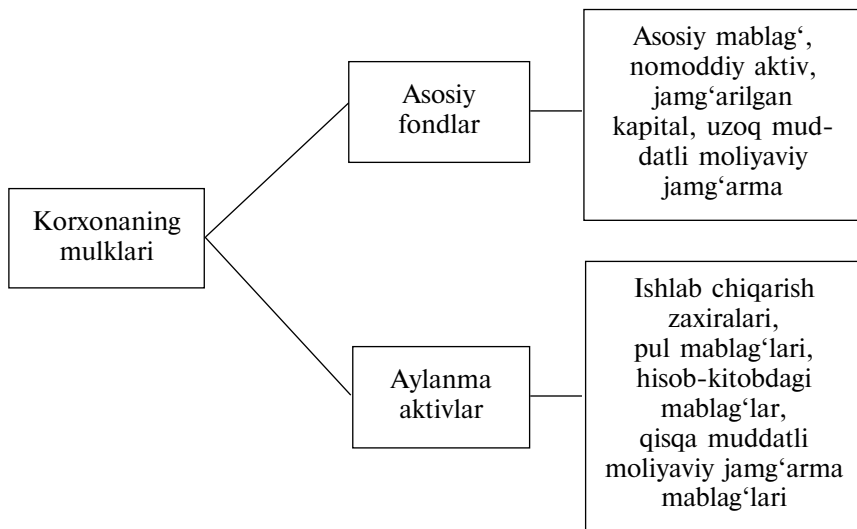 Korxonaning
mulklari
Asosiy
fondlar
Asosiy mablag‘,
nomoddiy aktiv,
jamg‘arilgan
kapital, uzoq mud-
datli moliyaviy
jamg‘arma
Aylanma
aktivlar
Ishlab chiqarish
zaxiralari,
pul mablag‘lari,
hisob-kitobdagi
mablag‘lar,
qisqa muddatli
moliyaviy jamg‘arma
mablag‘lari